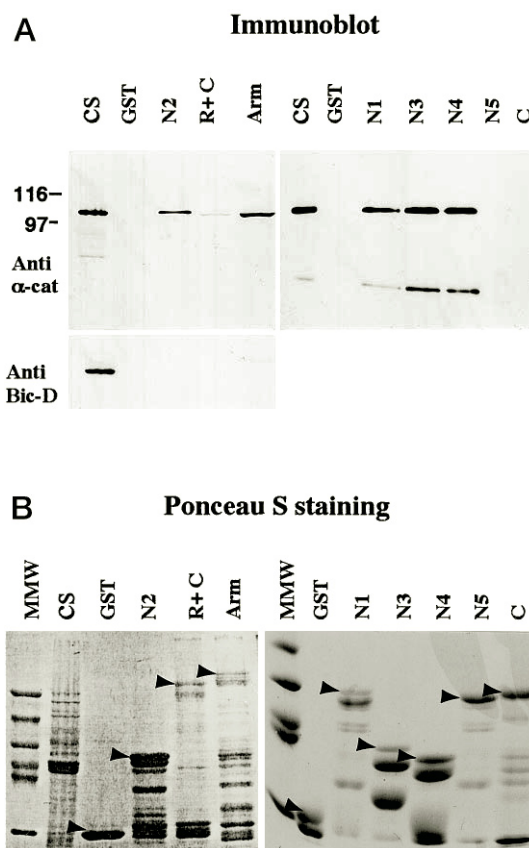 A
Immunoblot
CS GST N2 R+C Arm CS GST N1 N3 N4 N5 C
116
97
Anti
α-cat
Anti
Bic-D
B
Ponceau S staining
MMW CS GST N2 R+C Arm MMW GST N1 N3 N4 N5 C